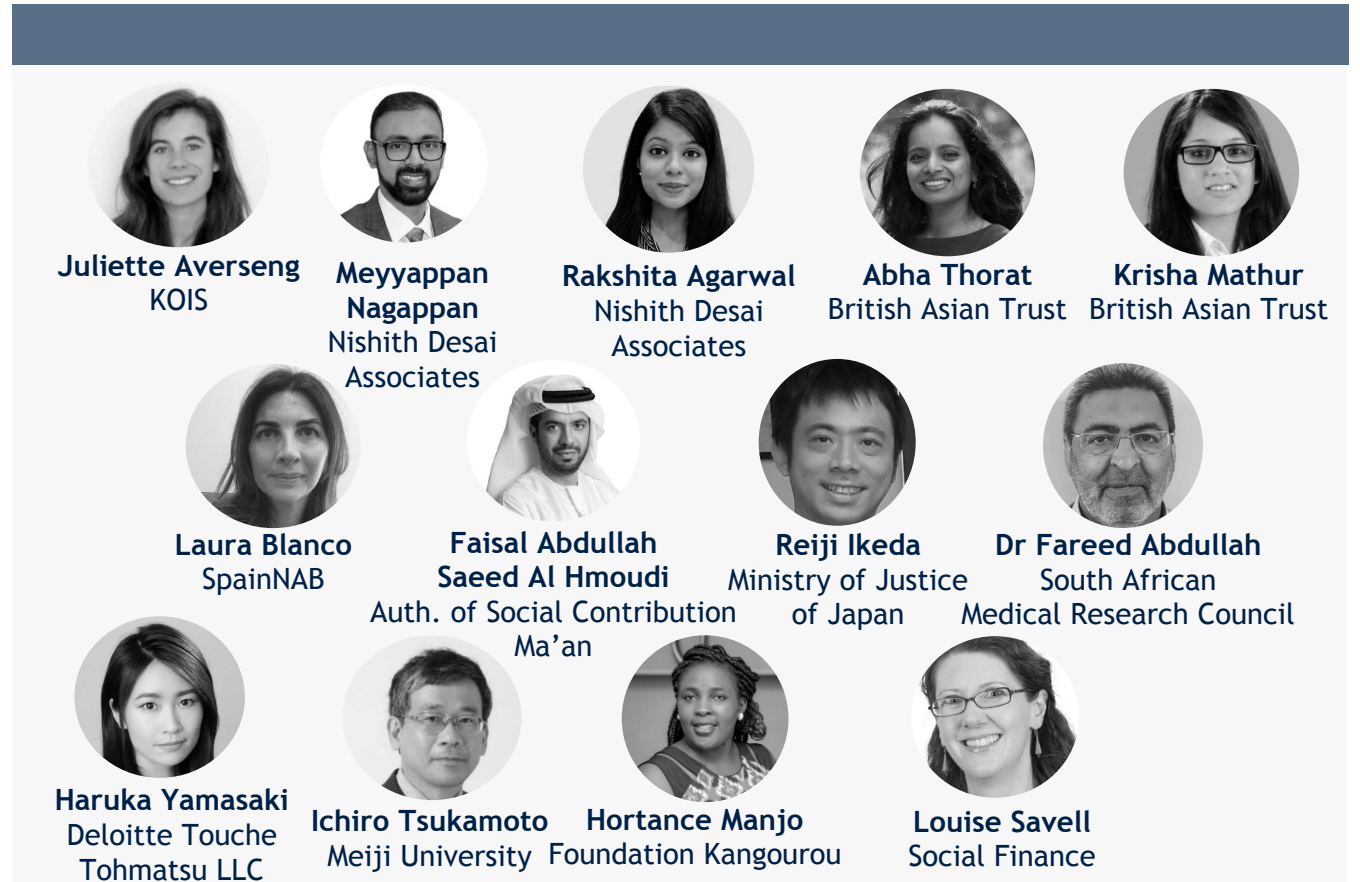 Juliette Averseng
KOIS
Meyyappan
Nagappan
Nishith Desai
Associates
Rakshita Agarwal
Nishith Desai
Associates
Abha Thorat
British Asian Trust
Krisha Mathur
British Asian Trust
Laura Blanco
SpainNAB
Faisal Abdullah
Saeed Al Hmoudi
Auth. of Social Contribution
Ma’an
Reiji Ikeda
Ministry of Justice
of Japan
Dr Fareed Abdullah
South African
Medical Research Council
Haruka Yamasaki
Deloitte Touche
Tohmatsu LLC
Ichiro Tsukamoto
Meiji University
Hortance Manjo
Foundation Kangourou
Louise Savell
Social Finance